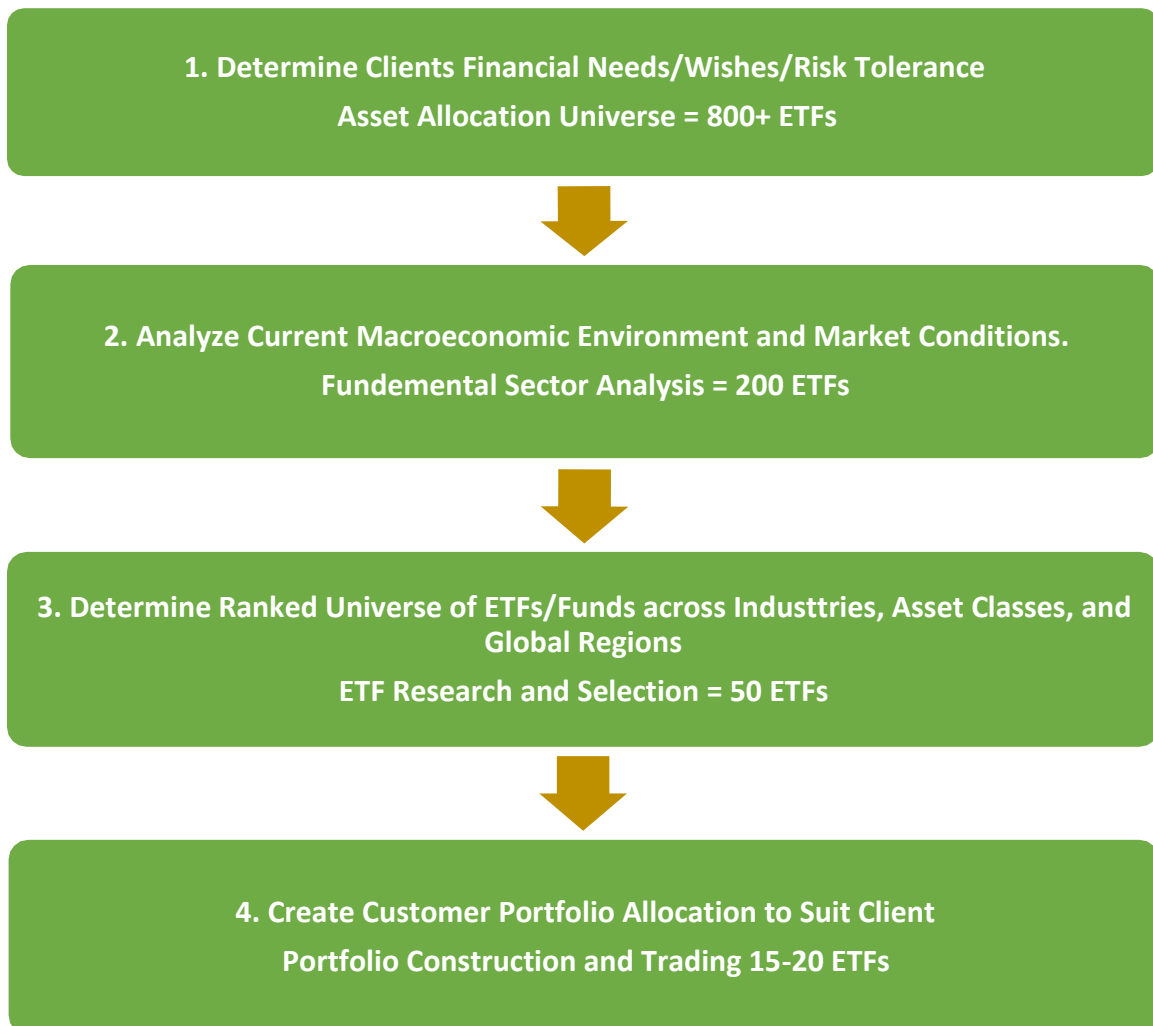 1. Determine Clients Financial Needs/Wishes/Risk Tolerance
Asset Allocation Universe = 800+ ETFs
2. Analyze Current Macroeconomic Environment and Market Conditions.
Fundemental Sector Analysis = 200 ETFs
3. Determine Ranked Universe of ETFs/Funds across Industtries, Asset Classes, and
Global Regions
ETF Research and Selection = 50 ETFs
4. Create Customer Portfolio Allocation to Suit Client
Portfolio Construction and Trading 15-20 ETFs